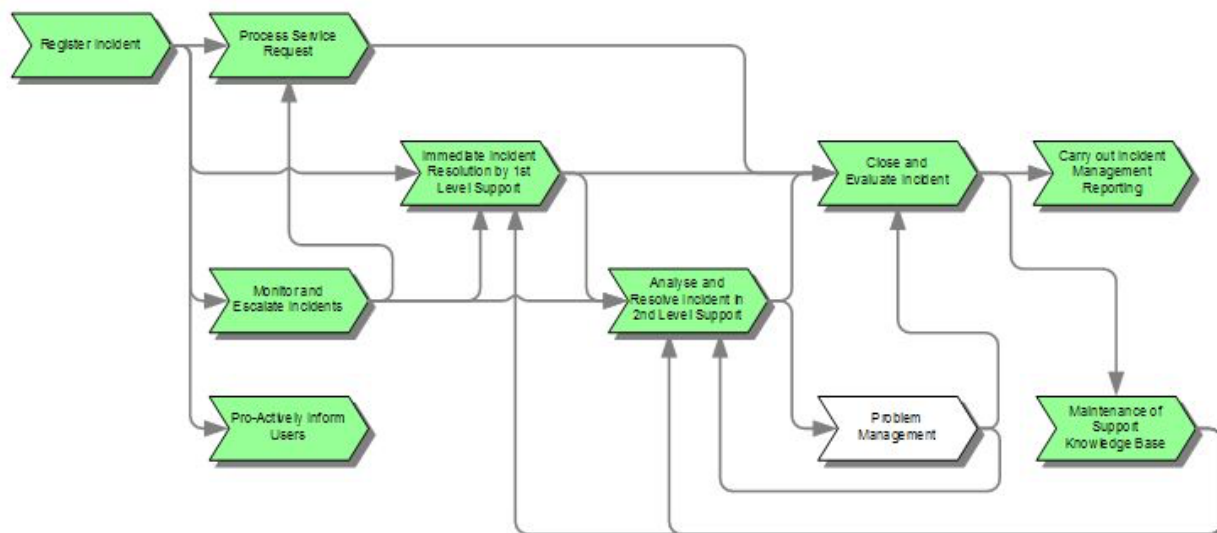 Register Incident
Process Service
Request
Immediate Incident
Resolution by 1st
Level Support
Close and
Evaluate Incident
Carry out Incident
Management
Reporting
Monitor and
Escalate Incidents
Analyse and
Resolve Incident in
2nd Level Support
Pro-Actively Inform
Users
Problem
Management
Maintenance of
Support
Knowledge Base